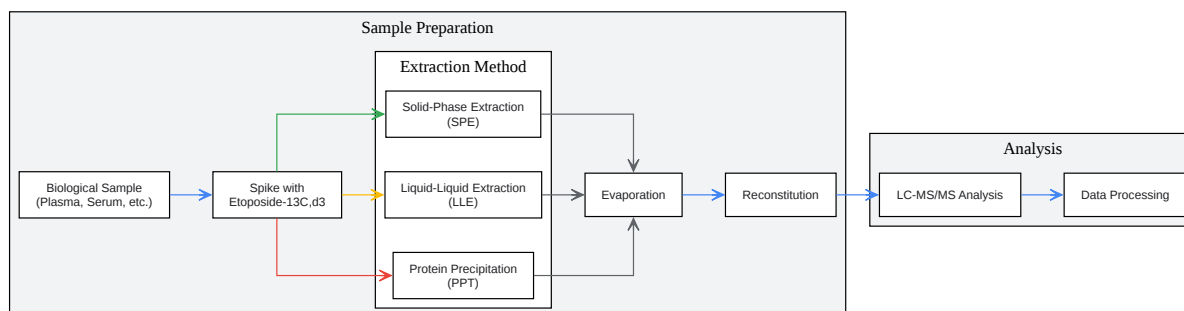 Sample Preparation
Extraction Method
Solid-Phase Extraction
(SPE)
Analysis
Biological Sample
(Plasma, Serum, etc.)
Spike with
Etoposide-13C,d3
Liquid-Liquid Extraction
(LLE)
Evaporation
Reconstitution
LC-MS/MS Analysis
Data Processing
Protein Precipitation
(PPT)